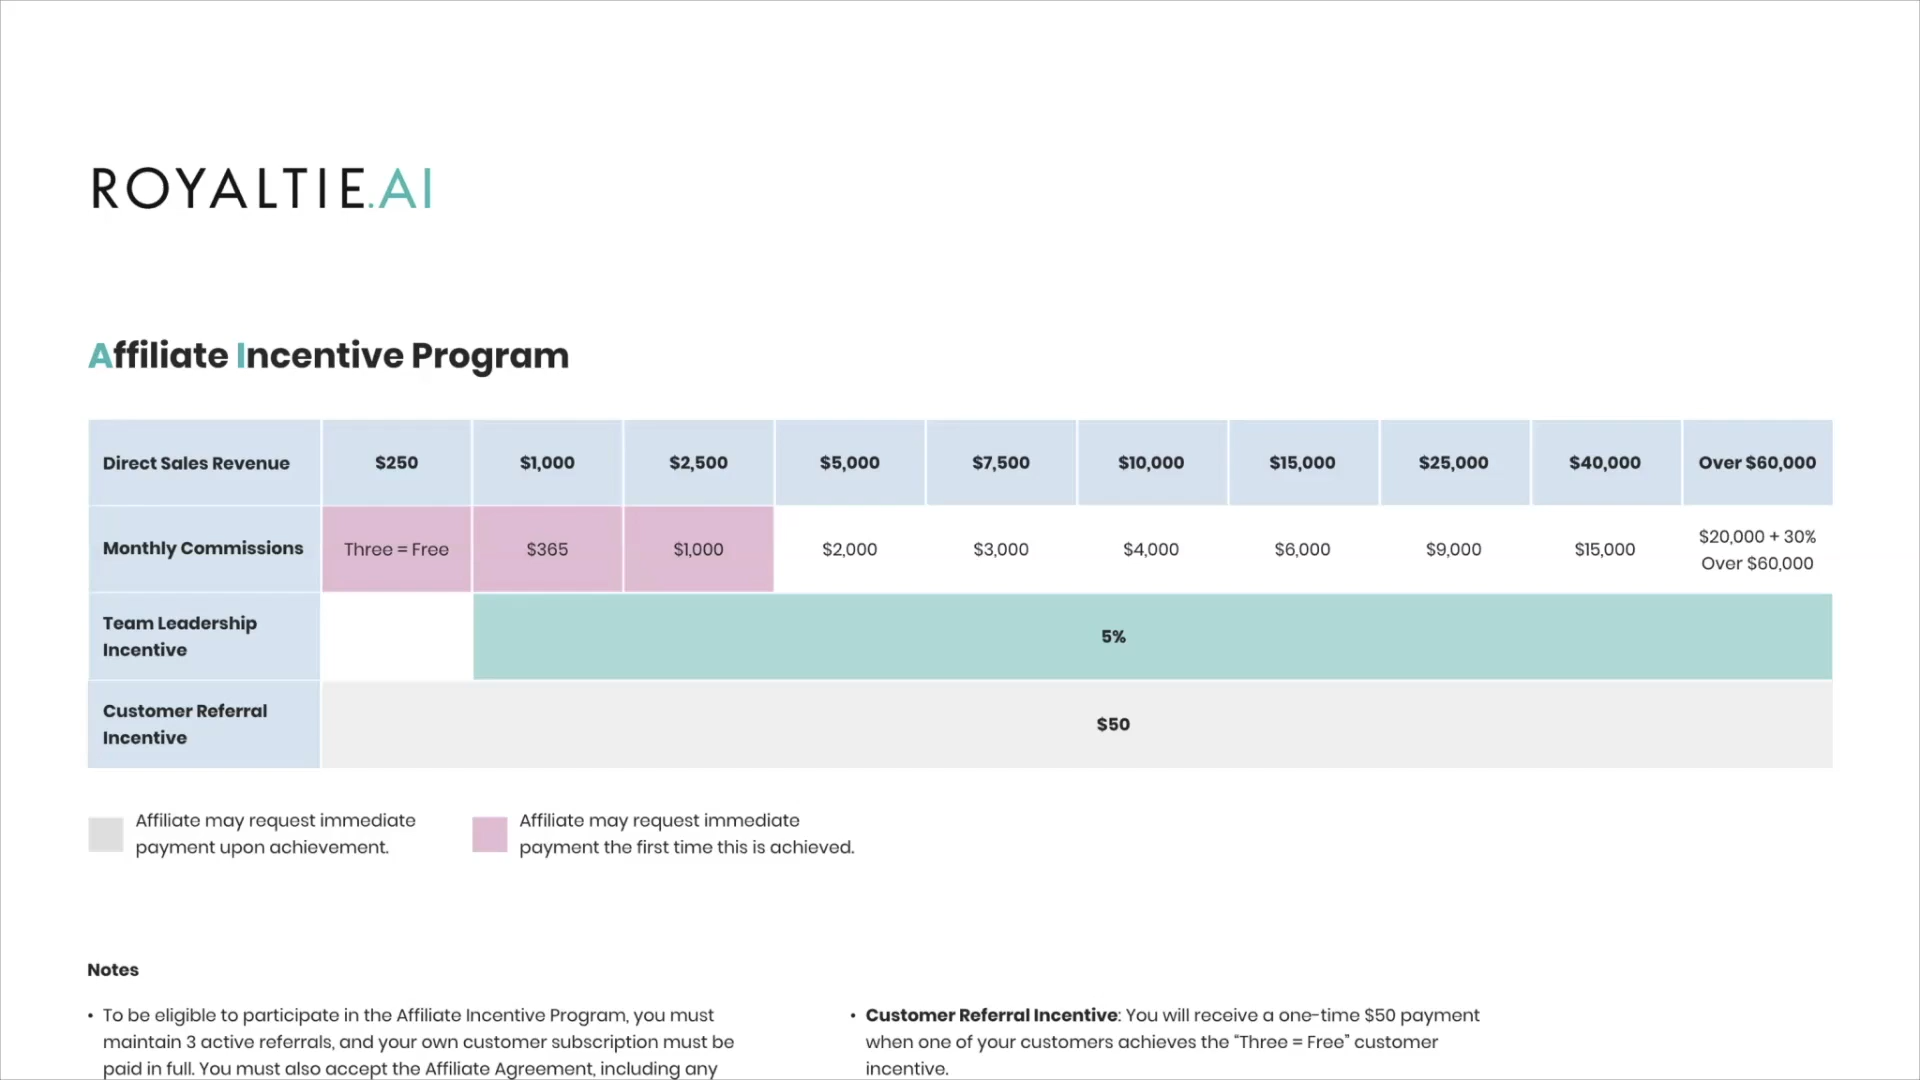 ROYALTIE.AI
Affiliate Incentive Program
Direct Sales Revenue $250 $1,000 $2,500 $5,000 $7,500 $10,000 $15,000 $25,000 $40,000 Over $60,000
Monthly Commissions Three = Free $365 $1,000 $2,000 $3,000 $4,000 $6,000 $9,000 $15,000 $20,000 + 30%
Over $60,000
Team Leadership
Incentive
5%
Customer Referral
Incentive
$50
Affiliate may request immediate
payment upon achievement.
Affiliate may request immediate
payment the first time this is achieved.
Notes
• To be eligible to participate in the Affiliate Incentive Program, you must
maintain 3 active referrals, and your own customer subscription must be
paid in full. You must also accept the Affiliate Agreement, including any
• Customer Referral Incentive: You will receive a one-time $50 payment
when one of your customers achieves the “Three = Free” customer
incentive.